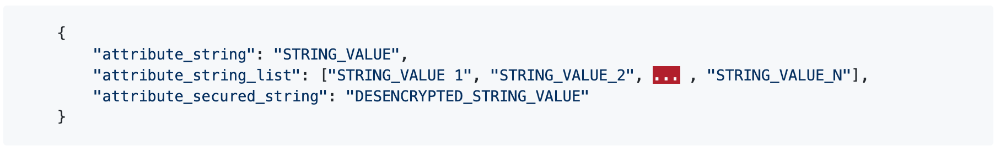 {
    "attribute_string": "STRING_VALUE",
    "attribute_string_list": ["STRING_VALUE 1", "STRING_VALUE_2", ... , "STRING_VALUE_N"],
    "attribute_secured_string": "DESENCRYPTED_STRING_VALUE"
}